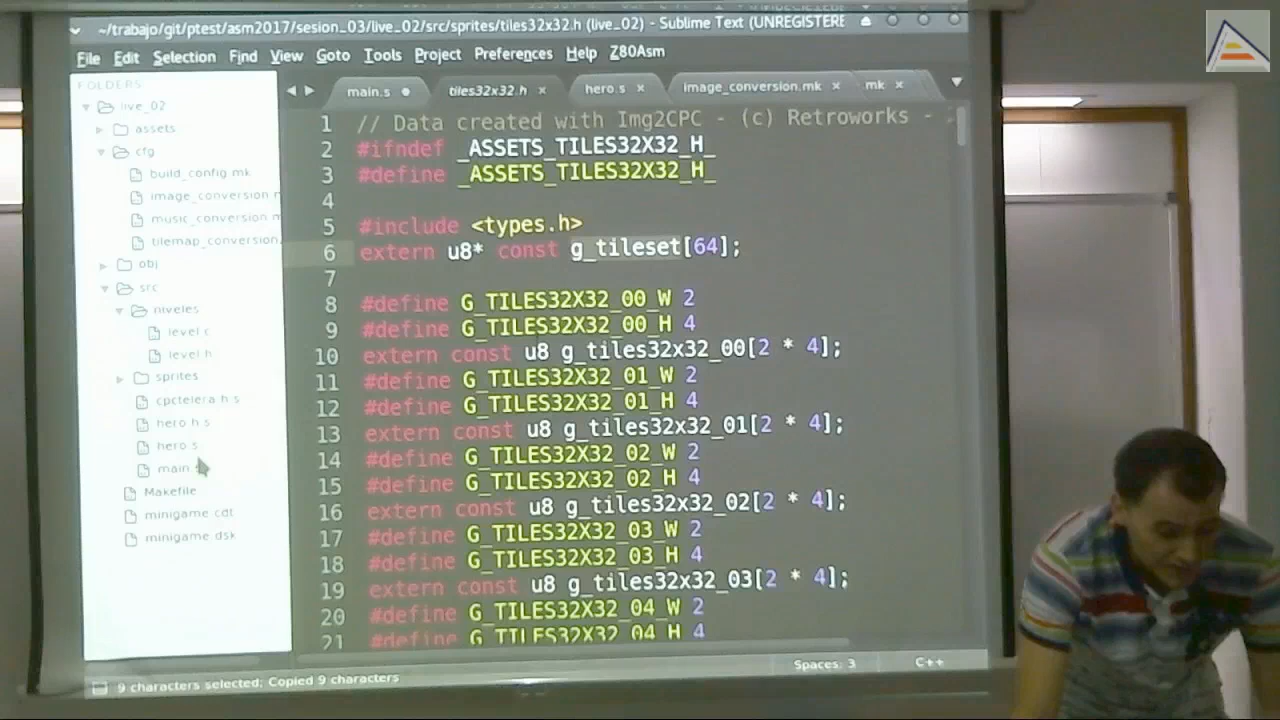 ~/trabajo/git/ptest/asm2017/sesion_03/live_02/src/sprites/tiles32x32.h (live_02) - Sublime Text (UNREGISTERE
File Edit Selection Find View Goto Tools Project Preferences Help Z80Asm
FOLDERS
live_02
assets
cfg
build_config.mk
image_conversion.m
music_conversion.m
tilemap_conversion.
obj
src
niveles
level.c
level.h
sprites
cpctelera.h.s
hero.h.s
hero.s
main.s
Makefile
minigame.cdt
minigame.dsk
main.s tiles32x32.h × hero.s × image_conversion.mk × mk ×
1 // Data created with Img2CPC - (c) Retroworks -
2 #ifndef _ASSETS_TILES32X32_H_
3 #define _ASSETS_TILES32X32_H_
4
5 #include <types.h>
6 extern u8* const g_tileset[64];
7
8 #define G_TILES32X32_00_W 2
9 #define G_TILES32X32_00_H 4
10 extern const u8 g_tiles32x32_00[2 * 4];
11 #define G_TILES32X32_01_W 2
12 #define G_TILES32X32_01_H 4
13 extern const u8 g_tiles32x32_01[2 * 4];
14 #define G_TILES32X32_02_W 2
15 #define G_TILES32X32_02_H 4
16 extern const u8 g_tiles32x32_02[2 * 4];
17 #define G_TILES32X32_03_W 2
18 #define G_TILES32X32_03_H 4
19 extern const u8 g_tiles32x32_03[2 * 4];
20 #define G_TILES32X32_04_W 2
21 #define G_TILES32X32_04_H 4
9 characters selected; Copied 9 characters Spaces: 3 C++